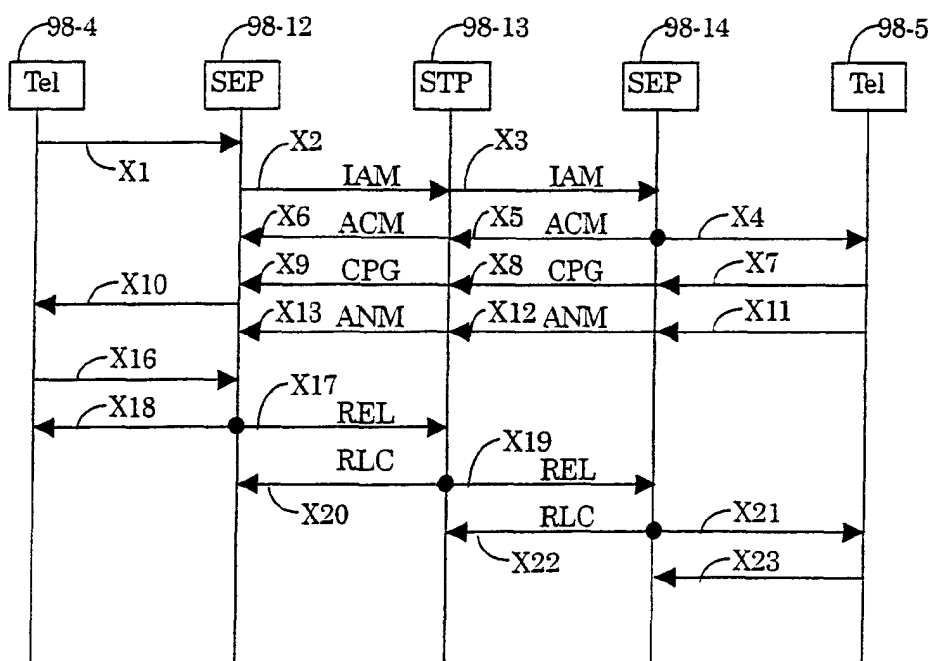 98-4 98-12 98-13 98-14 98-5
Tel SEP STP SEP Tel
X1 X2 IAM X3 IAM
X6 ACM X5 ACM X4
X9 CPG X8 CPG X7
X10
X13 ANM X12 ANM X11
X16
X18 X17 REL
RLC X19 REL
X20 RLC X21
X22 X23